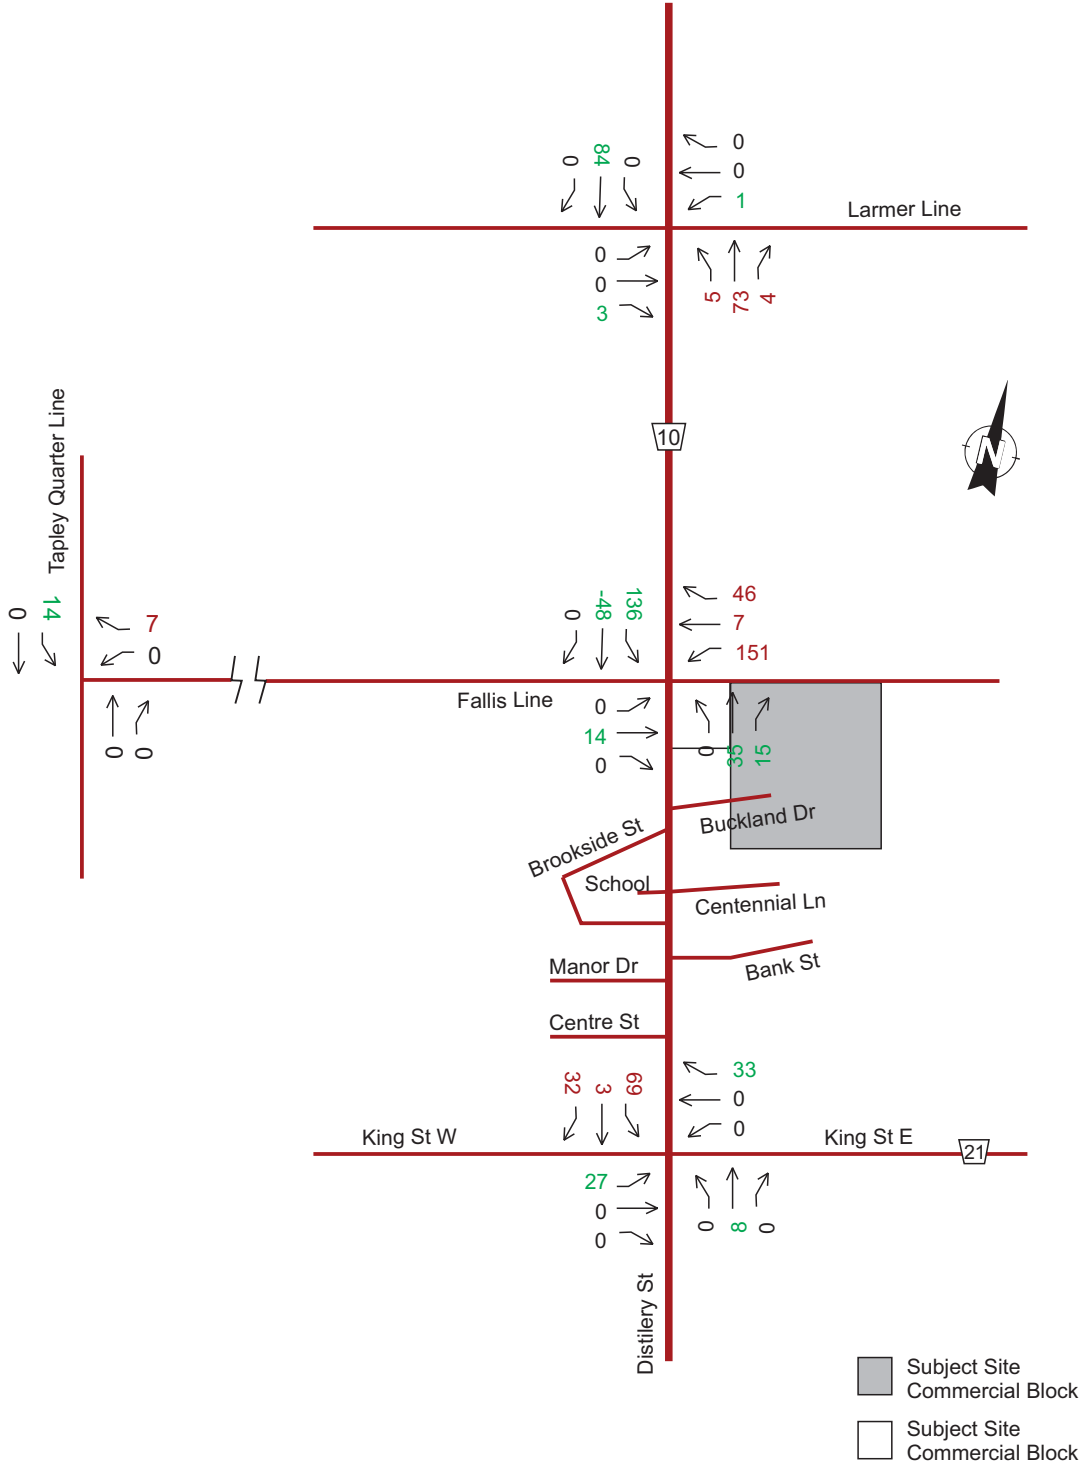 0
84
0
0
0
1
Larmer Line
0
0
3
5
73
4
10
N
Tapley Quarter Line
0
14
7
0
0
0
0
-48
136
46
7
151
Fallis Line
0
14
0
0
35
15
Buckland Dr
Brookside St
School
Centennial Ln
Manor Dr
Bank St
Centre St
32
3
69
33
0
0
King St W
King St E
21
27
0
0
0
8
0
Distilery St
Subject Site
Commercial Block
Subject Site
Commercial Block